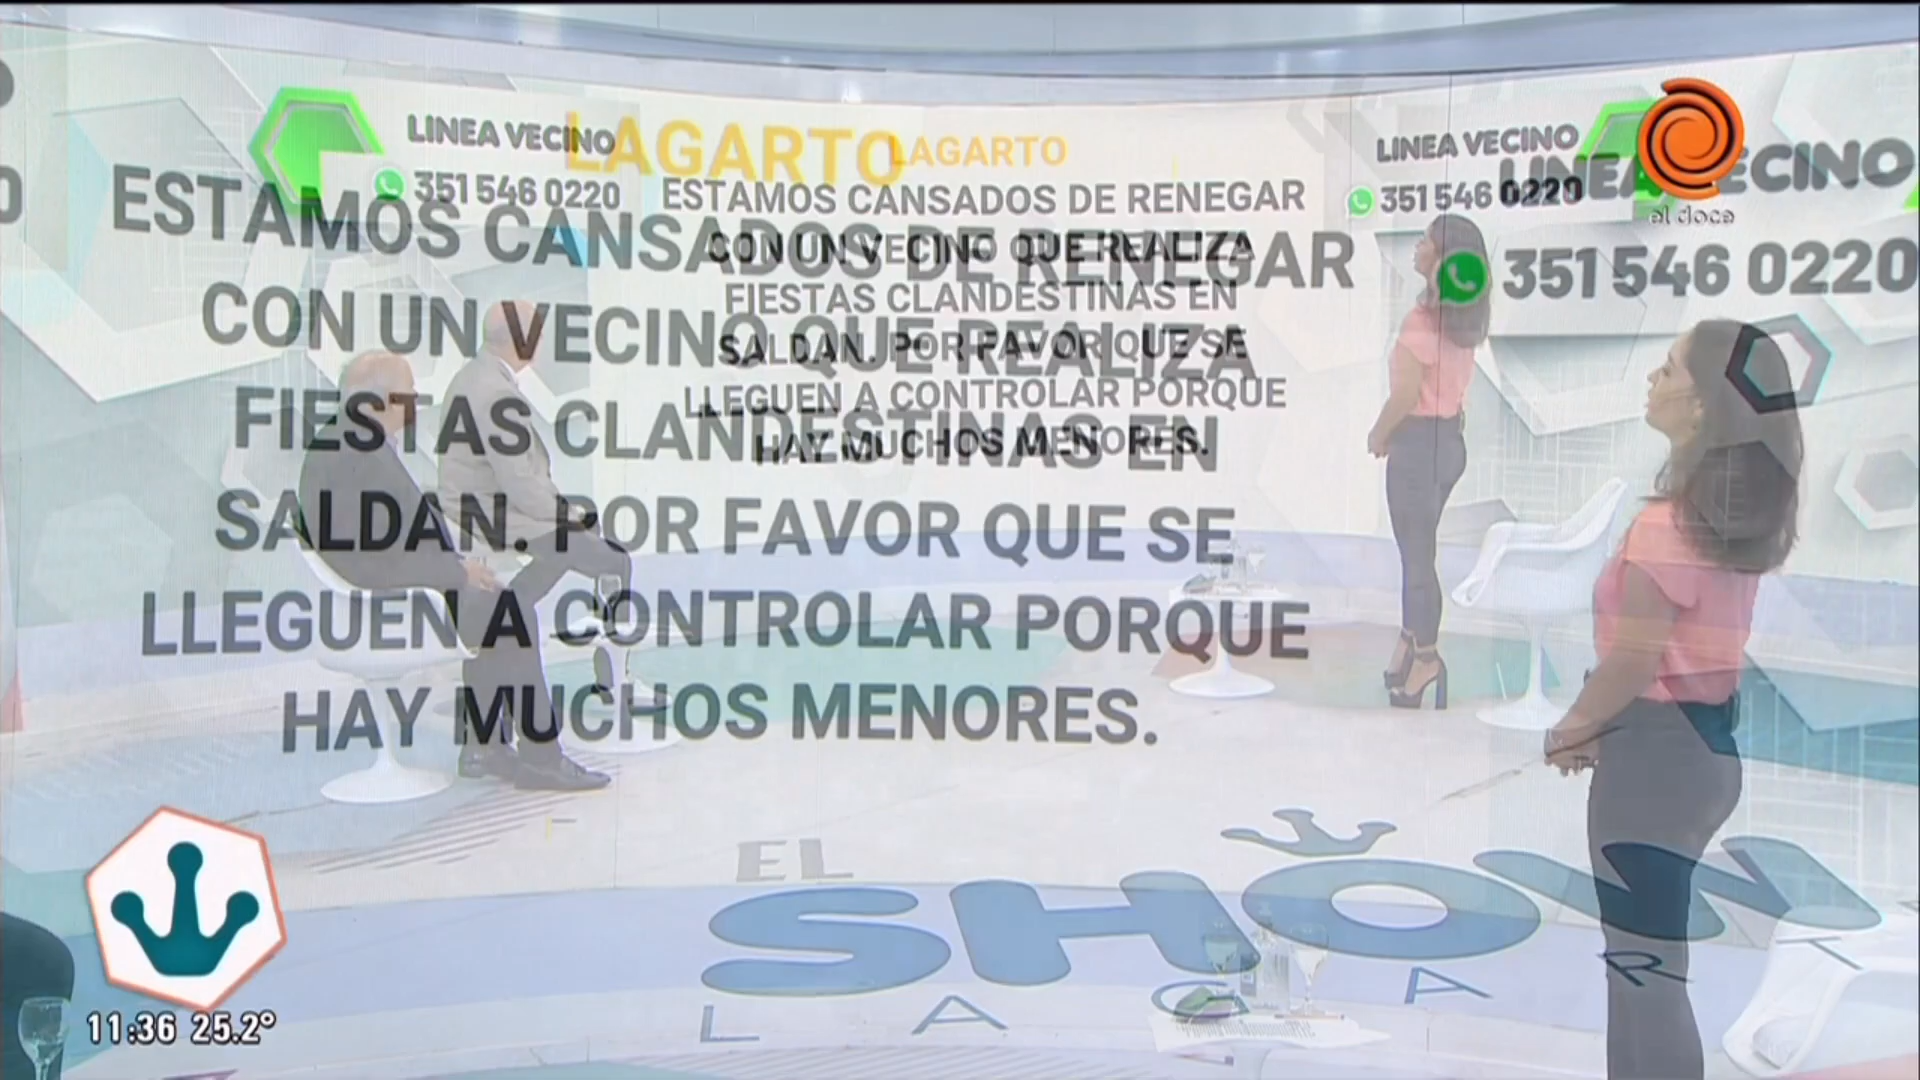 LINEA VECINO
351 546 0220
LAGARTO
LAGARTO
ESTAMOS CANSADOS DE RENEGAR
CON UN VECINO QUE REALIZA
FIESTAS CLANDESTINAS EN
SALDAN. POR FAVOR QUE SE
LLEGUEN A CONTROLAR PORQUE
HAY MUCHOS MENORES.
LINEA VECINO
351 546 0220
el doce
LINEA VECINO
351 546 0220
ESTAMOS CANSADOS DE RENEGAR
CON UN VECINO QUE REALIZA
FIESTAS CLANDESTINAS EN
SALDAN. POR FAVOR QUE SE
LLEGUEN A CONTROLAR PORQUE
HAY MUCHOS MENORES.
EL
SHOW
LAGART
11:36 25.2°